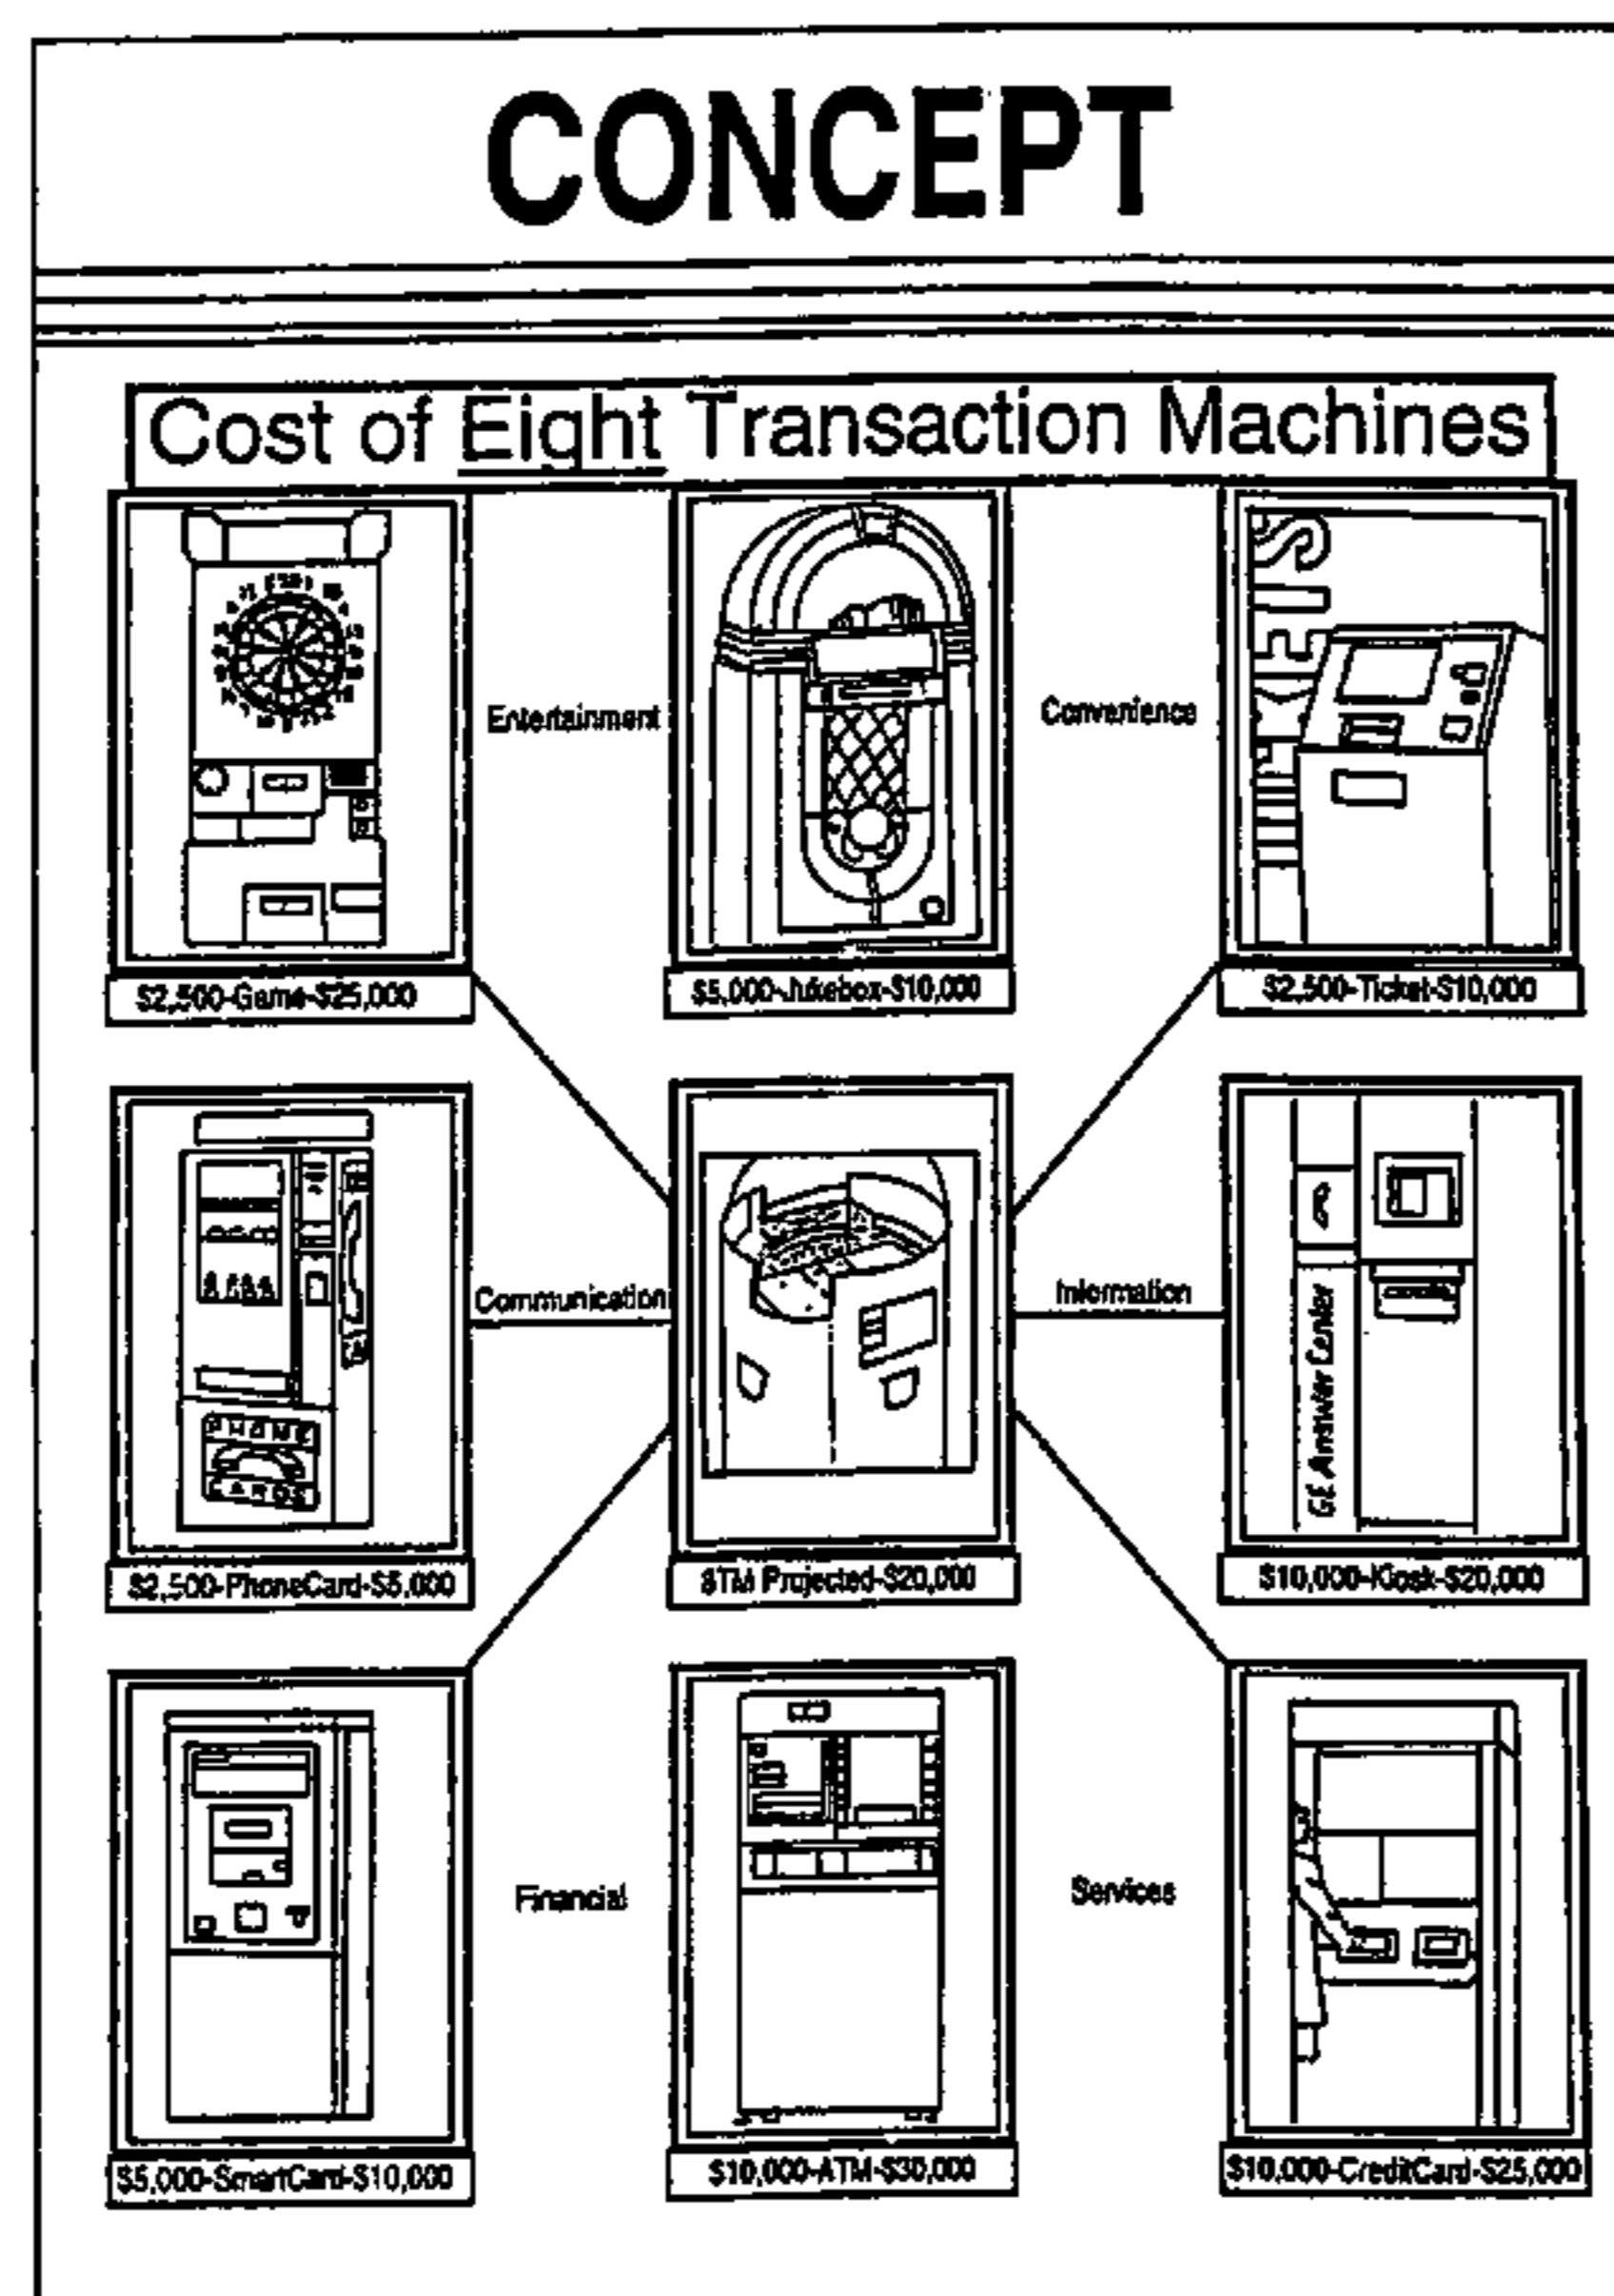 CONCEPT
Cost of Eight Transaction Machines
TICKETS
Entertainment
Convenience
$2,500-Game-$25,000
$5,000-Jukebox-$10,000
$2,500-Ticket-$10,000
Communication
Information
GE Answer Center
PHONE
CARDS
$2,500-PhoneCard-$5,000
STM Projected-$20,000
$10,000-Kiosk-$20,000
Financial
Services
$5,000-SmartCard-$10,000
$10,000-ATM-$30,000
$10,000-CreditCard-$25,000